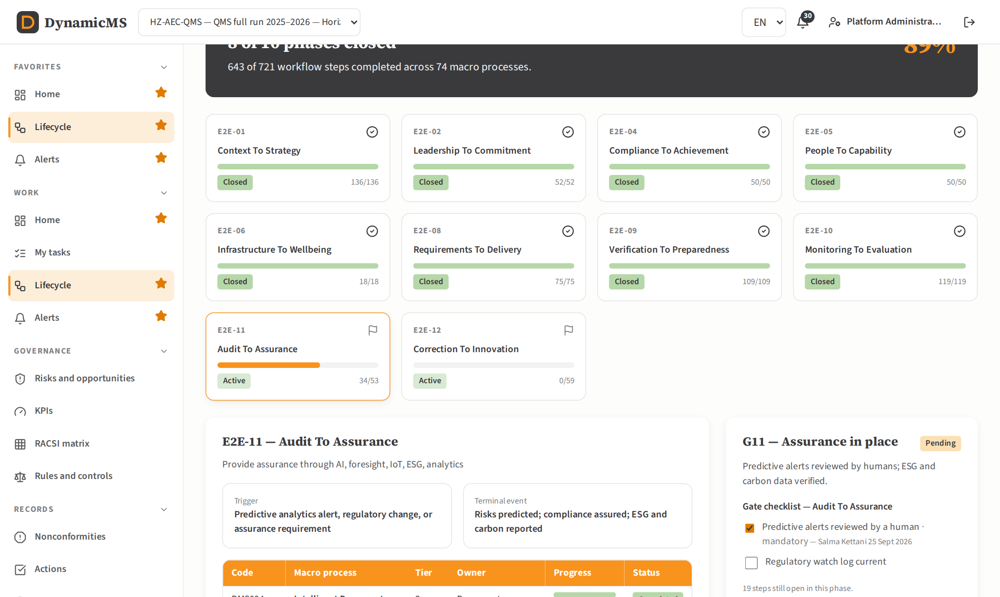 DynamicMS
HZ-AEC-QMS — QMS full run 2025–2026 — Hori
EN
30
Platform Administra...
FAVORITES
Home
Lifecycle
Alerts
WORK
Home
My tasks
Lifecycle
Alerts
GOVERNANCE
Risks and opportunities
KPIs
RACSI matrix
Rules and controls
RECORDS
Nonconformities
Actions
8 of 10 phases closed
89%
643 of 721 workflow steps completed across 74 macro processes.
E2E-01
Context To Strategy
Closed 136/136
E2E-02
Leadership To Commitment
Closed 52/52
E2E-04
Compliance To Achievement
Closed 50/50
E2E-05
People To Capability
Closed 50/50
E2E-06
Infrastructure To Wellbeing
Closed 18/18
E2E-08
Requirements To Delivery
Closed 75/75
E2E-09
Verification To Preparedness
Closed 109/109
E2E-10
Monitoring To Evaluation
Closed 119/119
E2E-11
Audit To Assurance
Active 34/53
E2E-12
Correction To Innovation
Active 0/59
E2E-11 — Audit To Assurance
Provide assurance through AI, foresight, IoT, ESG, analytics
Trigger
Predictive analytics alert, regulatory change, or
assurance requirement
Terminal event
Risks predicted; compliance assured; ESG and
carbon reported
Code Macro process Tier Owner Progress Status
G11 — Assurance in place
Pending
Predictive alerts reviewed by humans; ESG and
carbon data verified.
Gate checklist — Audit To Assurance
Predictive alerts reviewed by a human ·
mandatory — Salma Kettani 25 Sept 2026
Regulatory watch log current
19 steps still open in this phase.